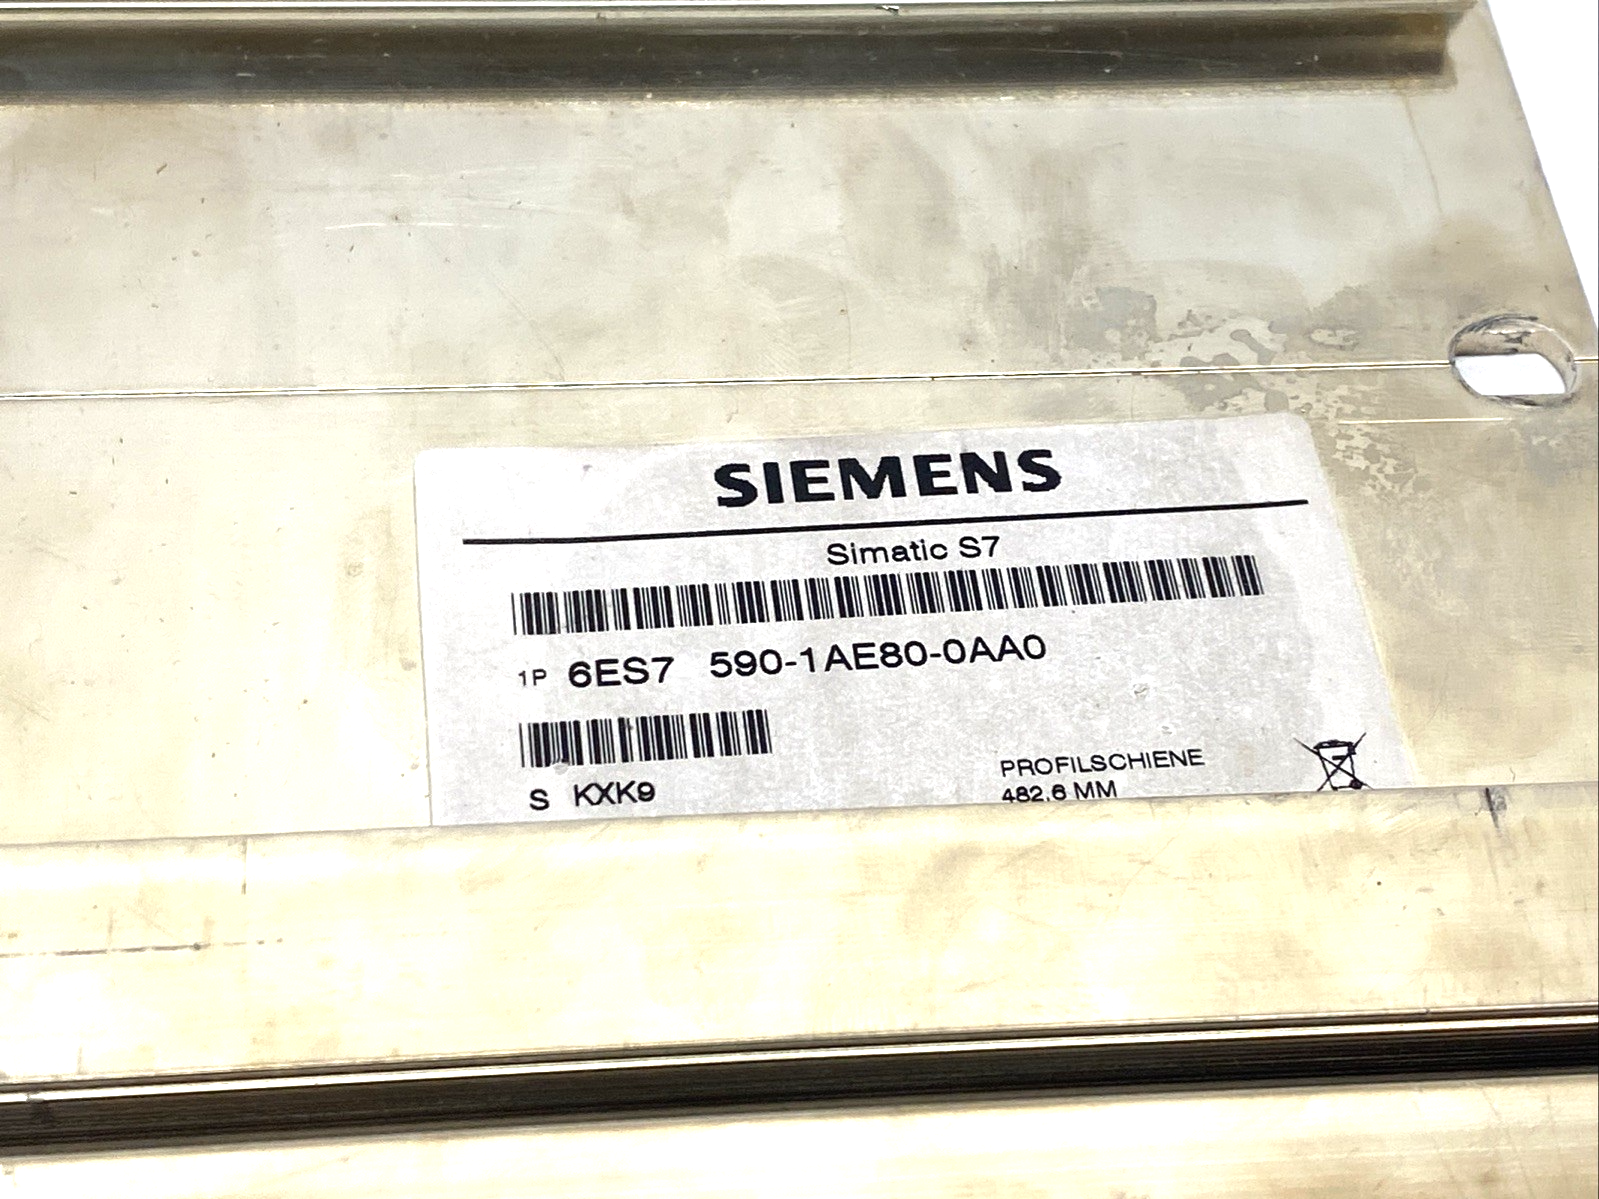 SIEMENS
Simatic S7
1P 6ES7 590-1AE80-0AA0
S KXK9
PROFILSCHIENE
482,6 MM